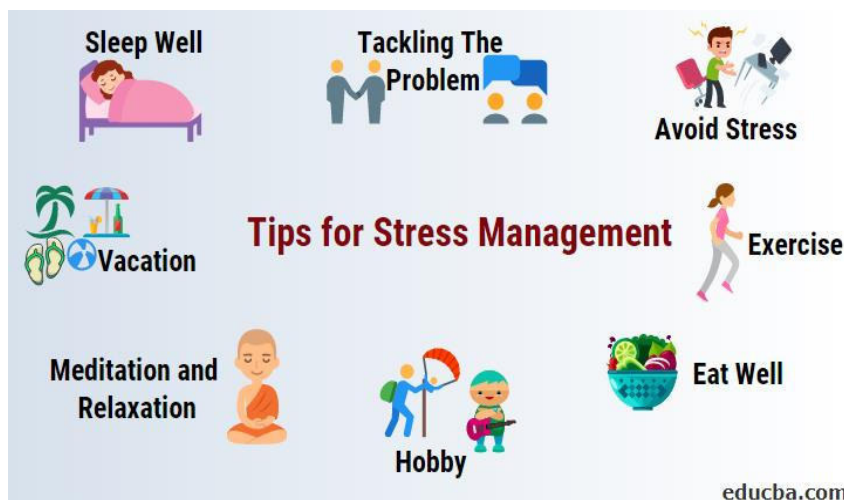 Sleep Well
Tackling The
Problem
Avoid Stress
Tips for Stress Management
Vacation
Exercise
Meditation and
Relaxation
Hobby
Eat Well
educba.com